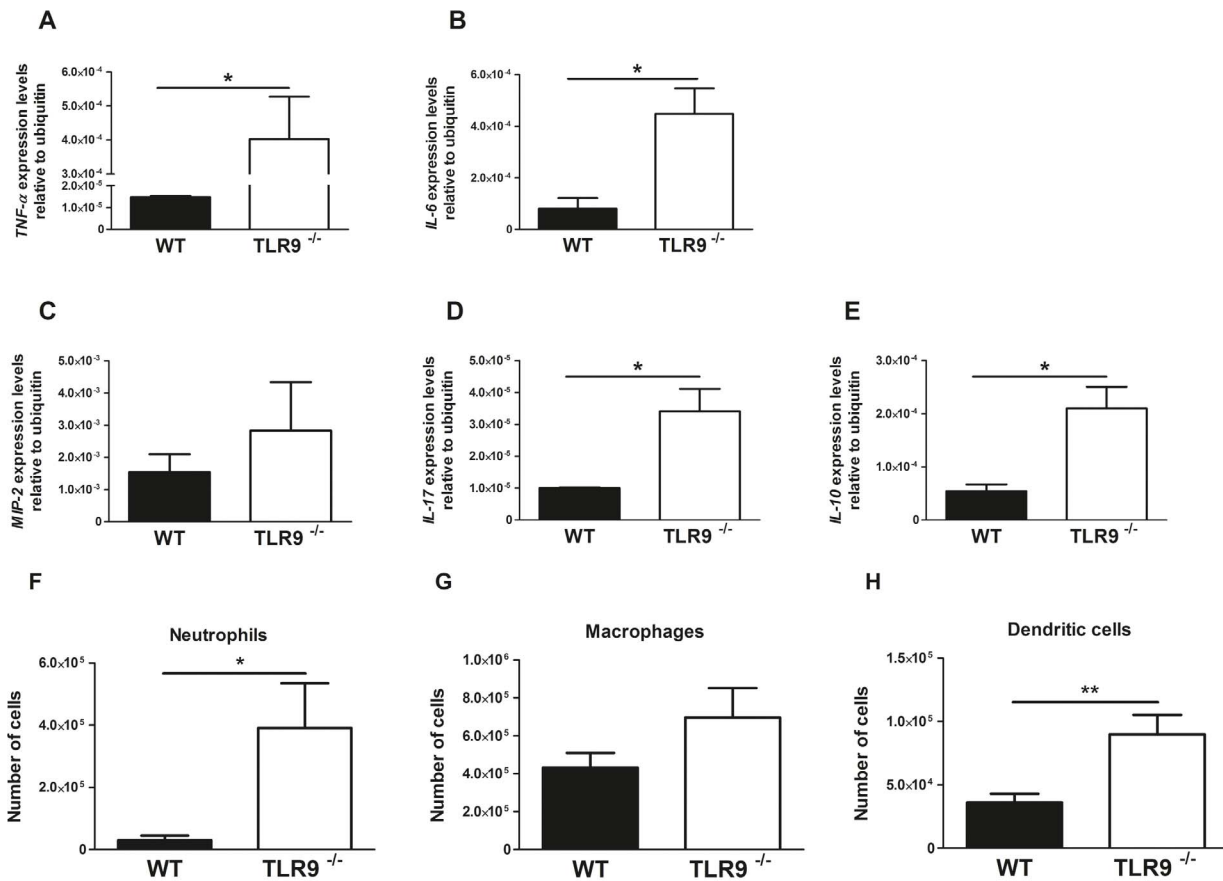 A
TNF-α expression levels
relative to ubiquitin
6.0×10⁻⁴
5.0×10⁻⁴
4.0×10⁻⁴
3.0×10⁻⁴
2.0×10⁻⁵
1.0×10⁻⁵
0
*
WT TLR9 -/-
B
IL-6 expression levels
relative to ubiquitin
6.0×10⁻⁴
4.0×10⁻⁴
2.0×10⁻⁴
0
*
WT TLR9 -/-
C
MIP-2 expression levels
relative to ubiquitin
5.0×10⁻³
4.0×10⁻³
3.0×10⁻³
2.0×10⁻³
1.0×10⁻³
0
WT TLR9 -/-
D
IL-17 expression levels
relative to ubiquitin
5.0×10⁻⁵
4.0×10⁻⁵
3.0×10⁻⁵
2.0×10⁻⁵
1.0×10⁻⁵
0
*
WT TLR9 -/-
E
IL-10 expression levels
relative to ubiquitin
3.0×10⁻⁴
2.0×10⁻⁴
1.0×10⁻⁴
0
*
WT TLR9 -/-
F
Neutrophils
Number of cells
6.0×10⁵
4.0×10⁵
2.0×10⁵
0
*
WT TLR9 -/-
G
Macrophages
Number of cells
1.0×10⁶
8.0×10⁵
6.0×10⁵
4.0×10⁵
2.0×10⁵
0
WT TLR9 -/-
H
Dendritic cells
Number of cells
1.5×10⁵
1.0×10⁵
5.0×10⁴
0
**
WT TLR9 -/-